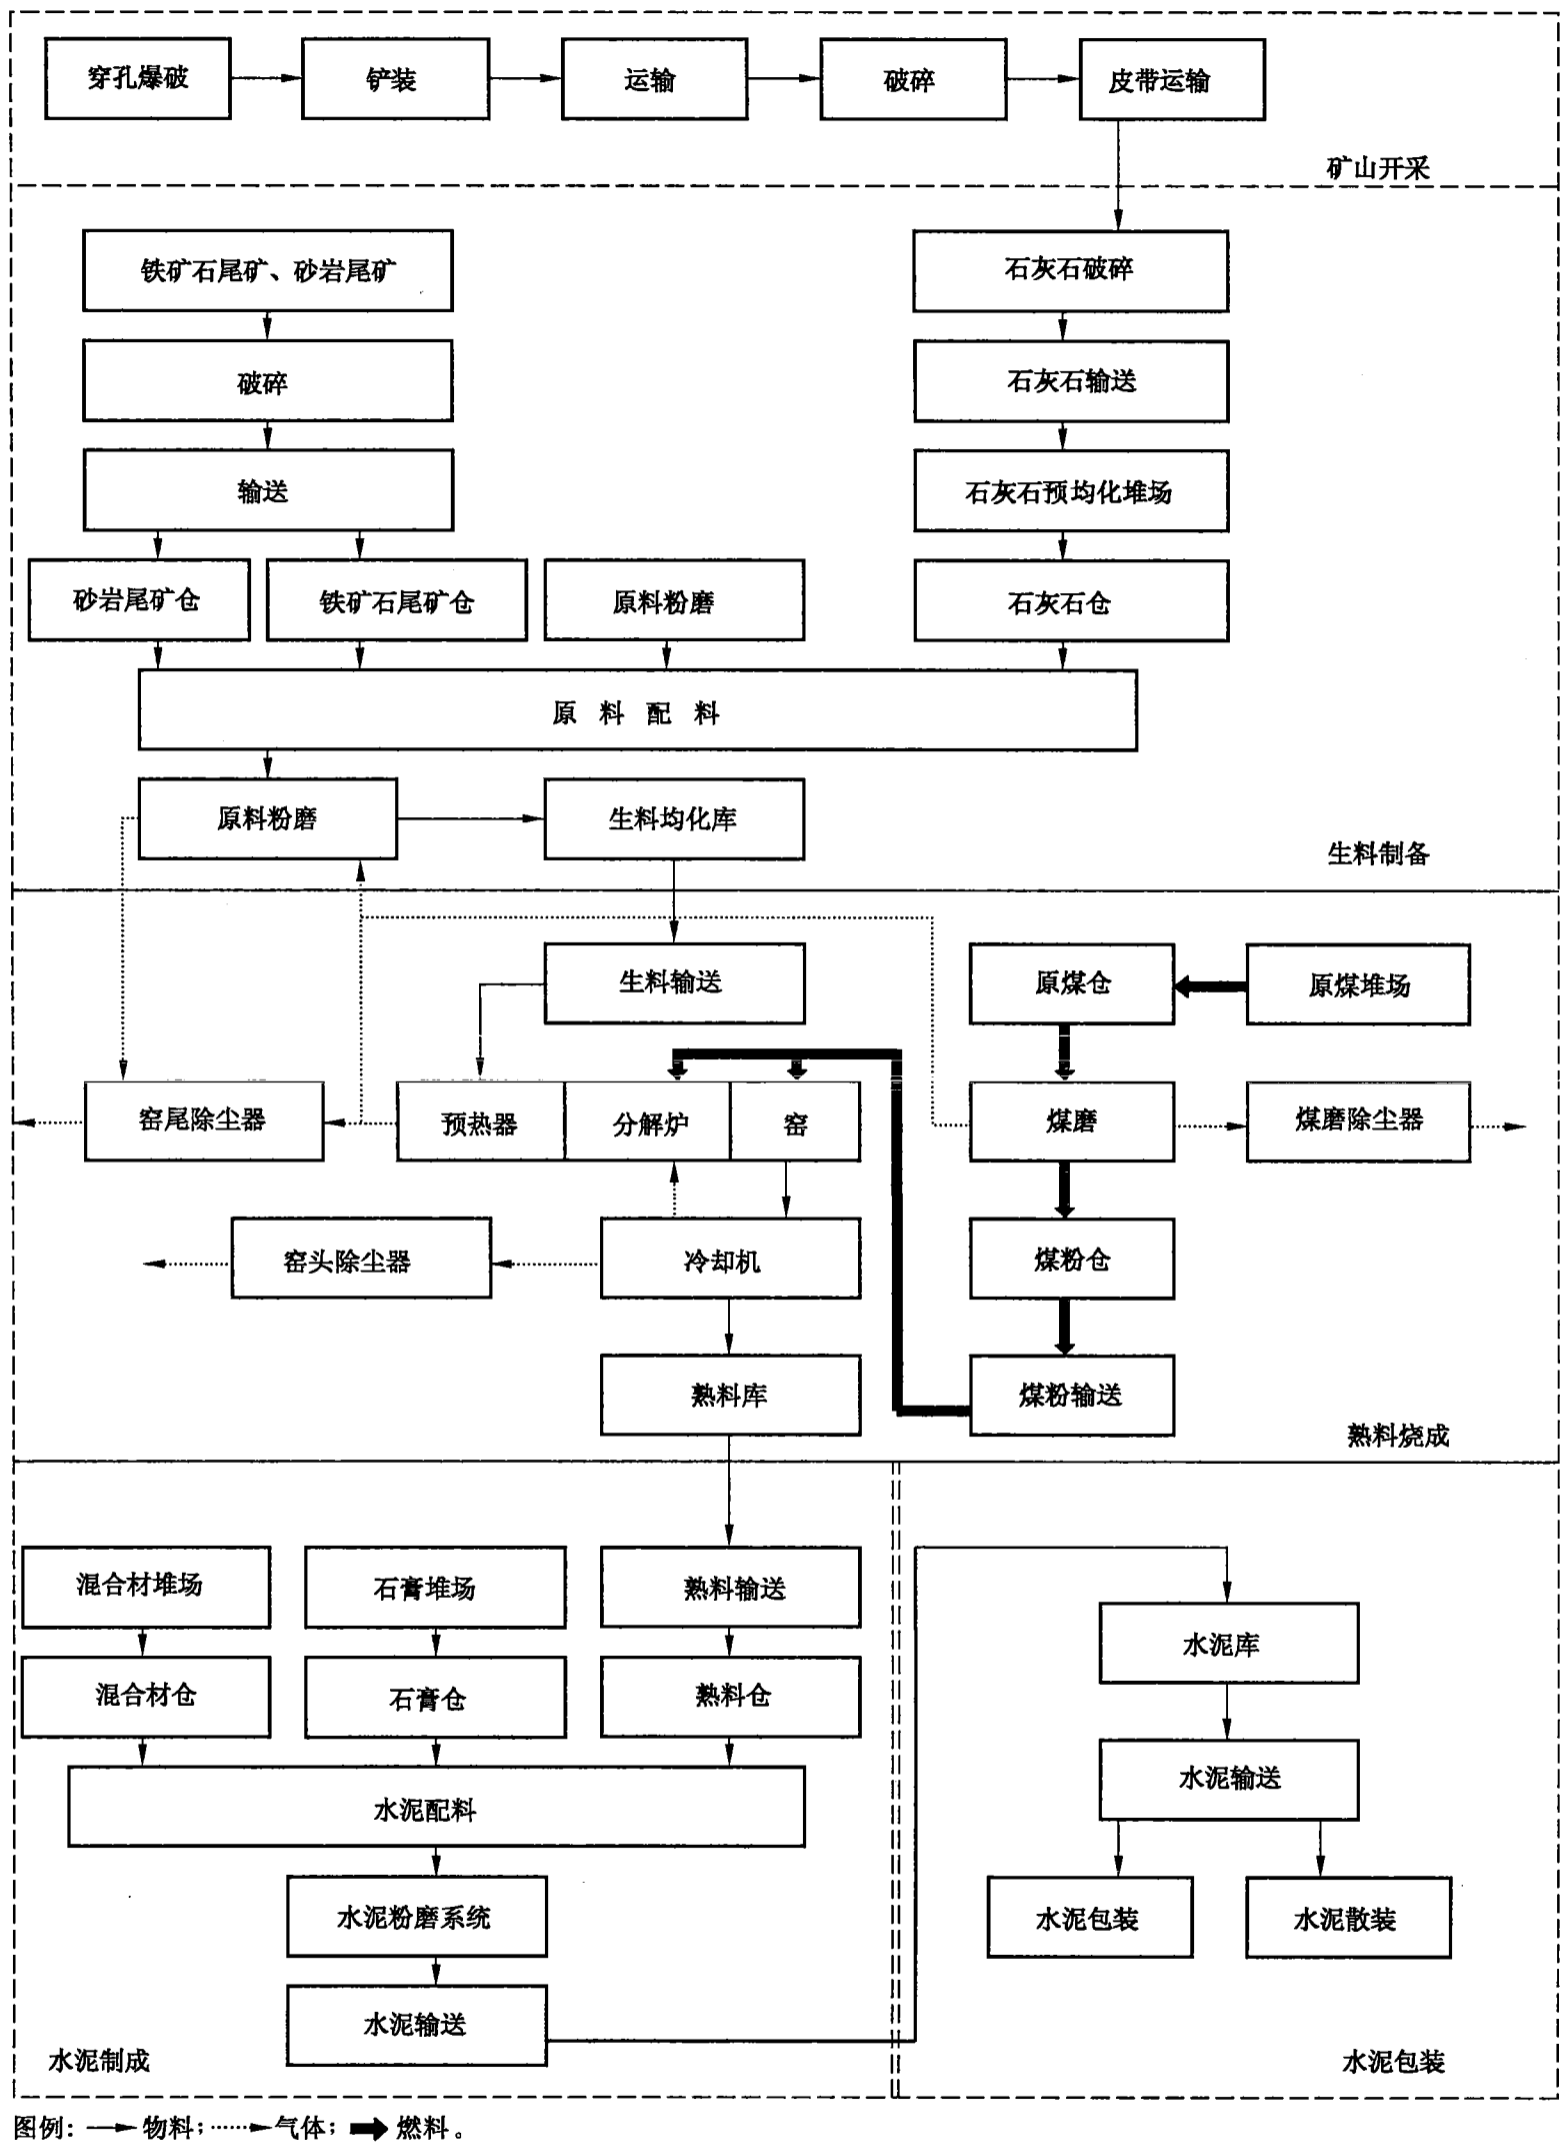 穿孔爆破
铲装
运输
破碎
皮带运输
矿山开采
铁矿石尾矿、砂岩尾矿
石灰石破碎
破碎
石灰石输送
输送
石灰石预均化堆场
砂岩尾矿仓
铁矿石尾矿仓
原料粉磨
石灰石仓
原料配料
原料粉磨
生料均化库
生料制备
生料输送
原煤仓
原煤堆场
窑尾除尘器
预热器
分解炉
窑
煤磨
煤磨除尘器
窑头除尘器
冷却机
煤粉仓
熟料库
煤粉输送
熟料烧成
混合材堆场
石膏堆场
熟料输送
水泥库
混合材仓
石膏仓
熟料仓
水泥输送
水泥配料
水泥粉磨系统
水泥包装
水泥散装
水泥输送
水泥制成
水泥包装
图例：物料；气体；燃料。